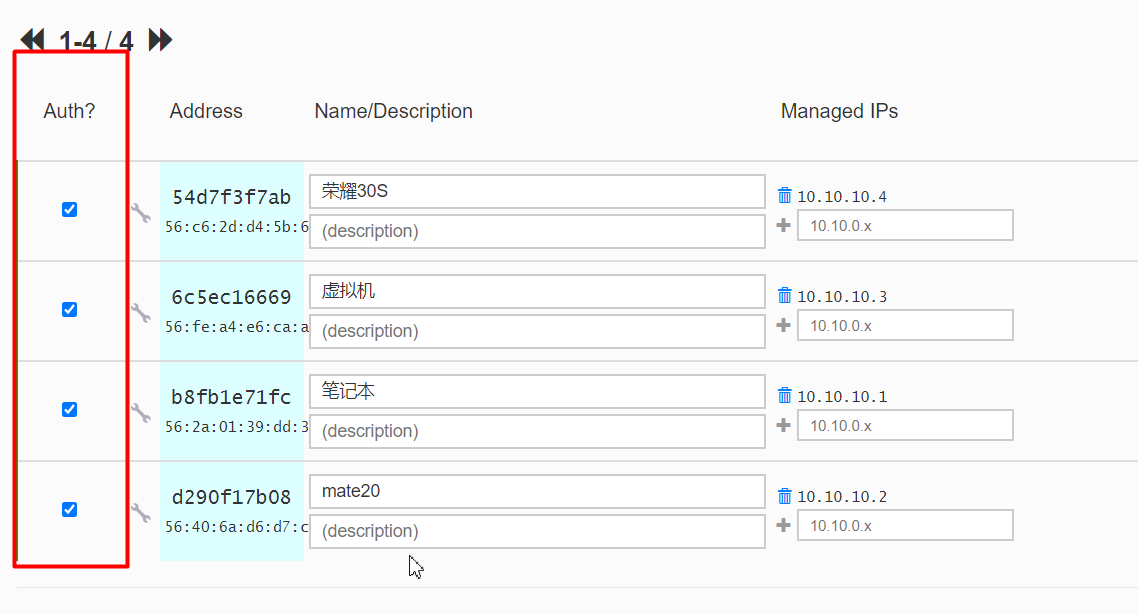 1-4 / 4
Auth? Address Name/Description Managed IPs
54d7f3f7ab 荣耀30S 10.10.10.4
56:c6:2d:d4:5b:6 (description) 10.10.0.x
6c5ec16669 虚拟机 10.10.10.3
56:fe:a4:e6:ca:a (description) 10.10.0.x
b8fb1e71fc 笔记本 10.10.10.1
56:2a:01:39:dd:3 (description) 10.10.0.x
d290f17b08 mate20 10.10.10.2
56:40:6a:d6:d7:c (description) 10.10.0.x